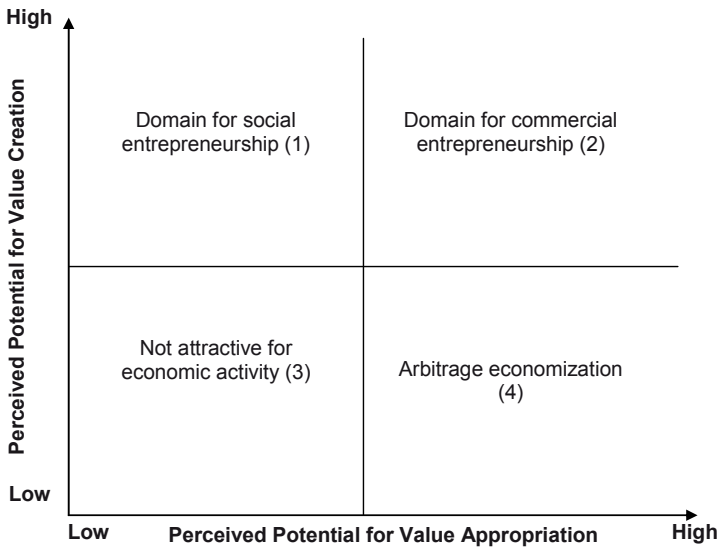 High
Perceived Potential for Value Creation
Domain for social
entrepreneurship (1)
Domain for commercial
entrepreneurship (2)
Not attractive for
economic activity (3)
Arbitrage economization
(4)
Low
Low
Perceived Potential for Value Appropriation
High